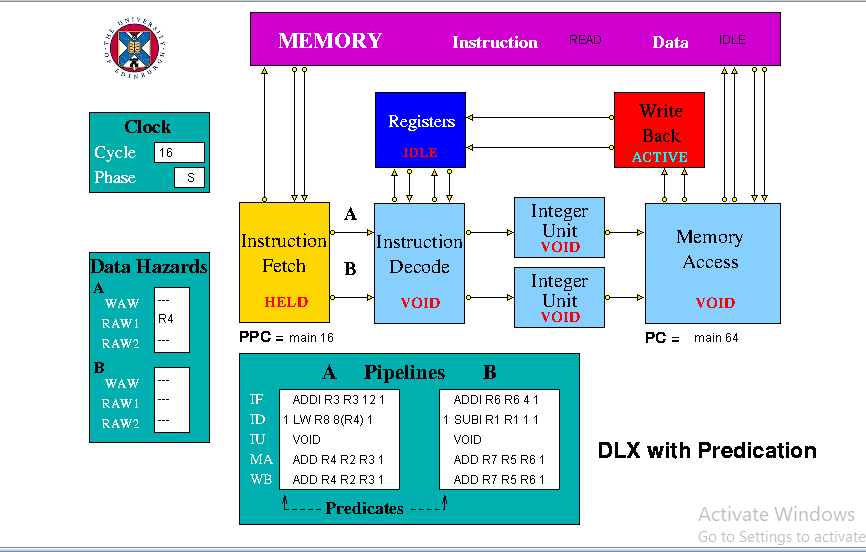 MEMORY Instruction READ Data IDLE
THE UNIVERSITY OF EDINBURGH
Clock
Cycle 16
Phase S
Registers
IDLE
Write
Back
ACTIVE
Instruction
Fetch
HELD
A
B
Instruction
Decode
VOID
Integer
Unit
VOID
Integer
Unit
VOID
Memory
Access
VOID
PPC = main 16
PC = main 64
Data Hazards
A
WAW ---
RAW1 R4
RAW2 ---
B
WAW ---
RAW1 ---
RAW2 ---
A Pipelines B
IF ADDI R3 R3 12 1 ADDI R6 R6 4 1
ID 1 LW R8 8(R4) 1 1 SUBI R1 R1 1 1
IU VOID VOID
MA ADD R4 R2 R3 1 ADD R7 R5 R6 1
WB ADD R4 R2 R3 1 ADD R7 R5 R6 1
Predicates
DLX with Predication
Activate Windows
Go to Settings to activate